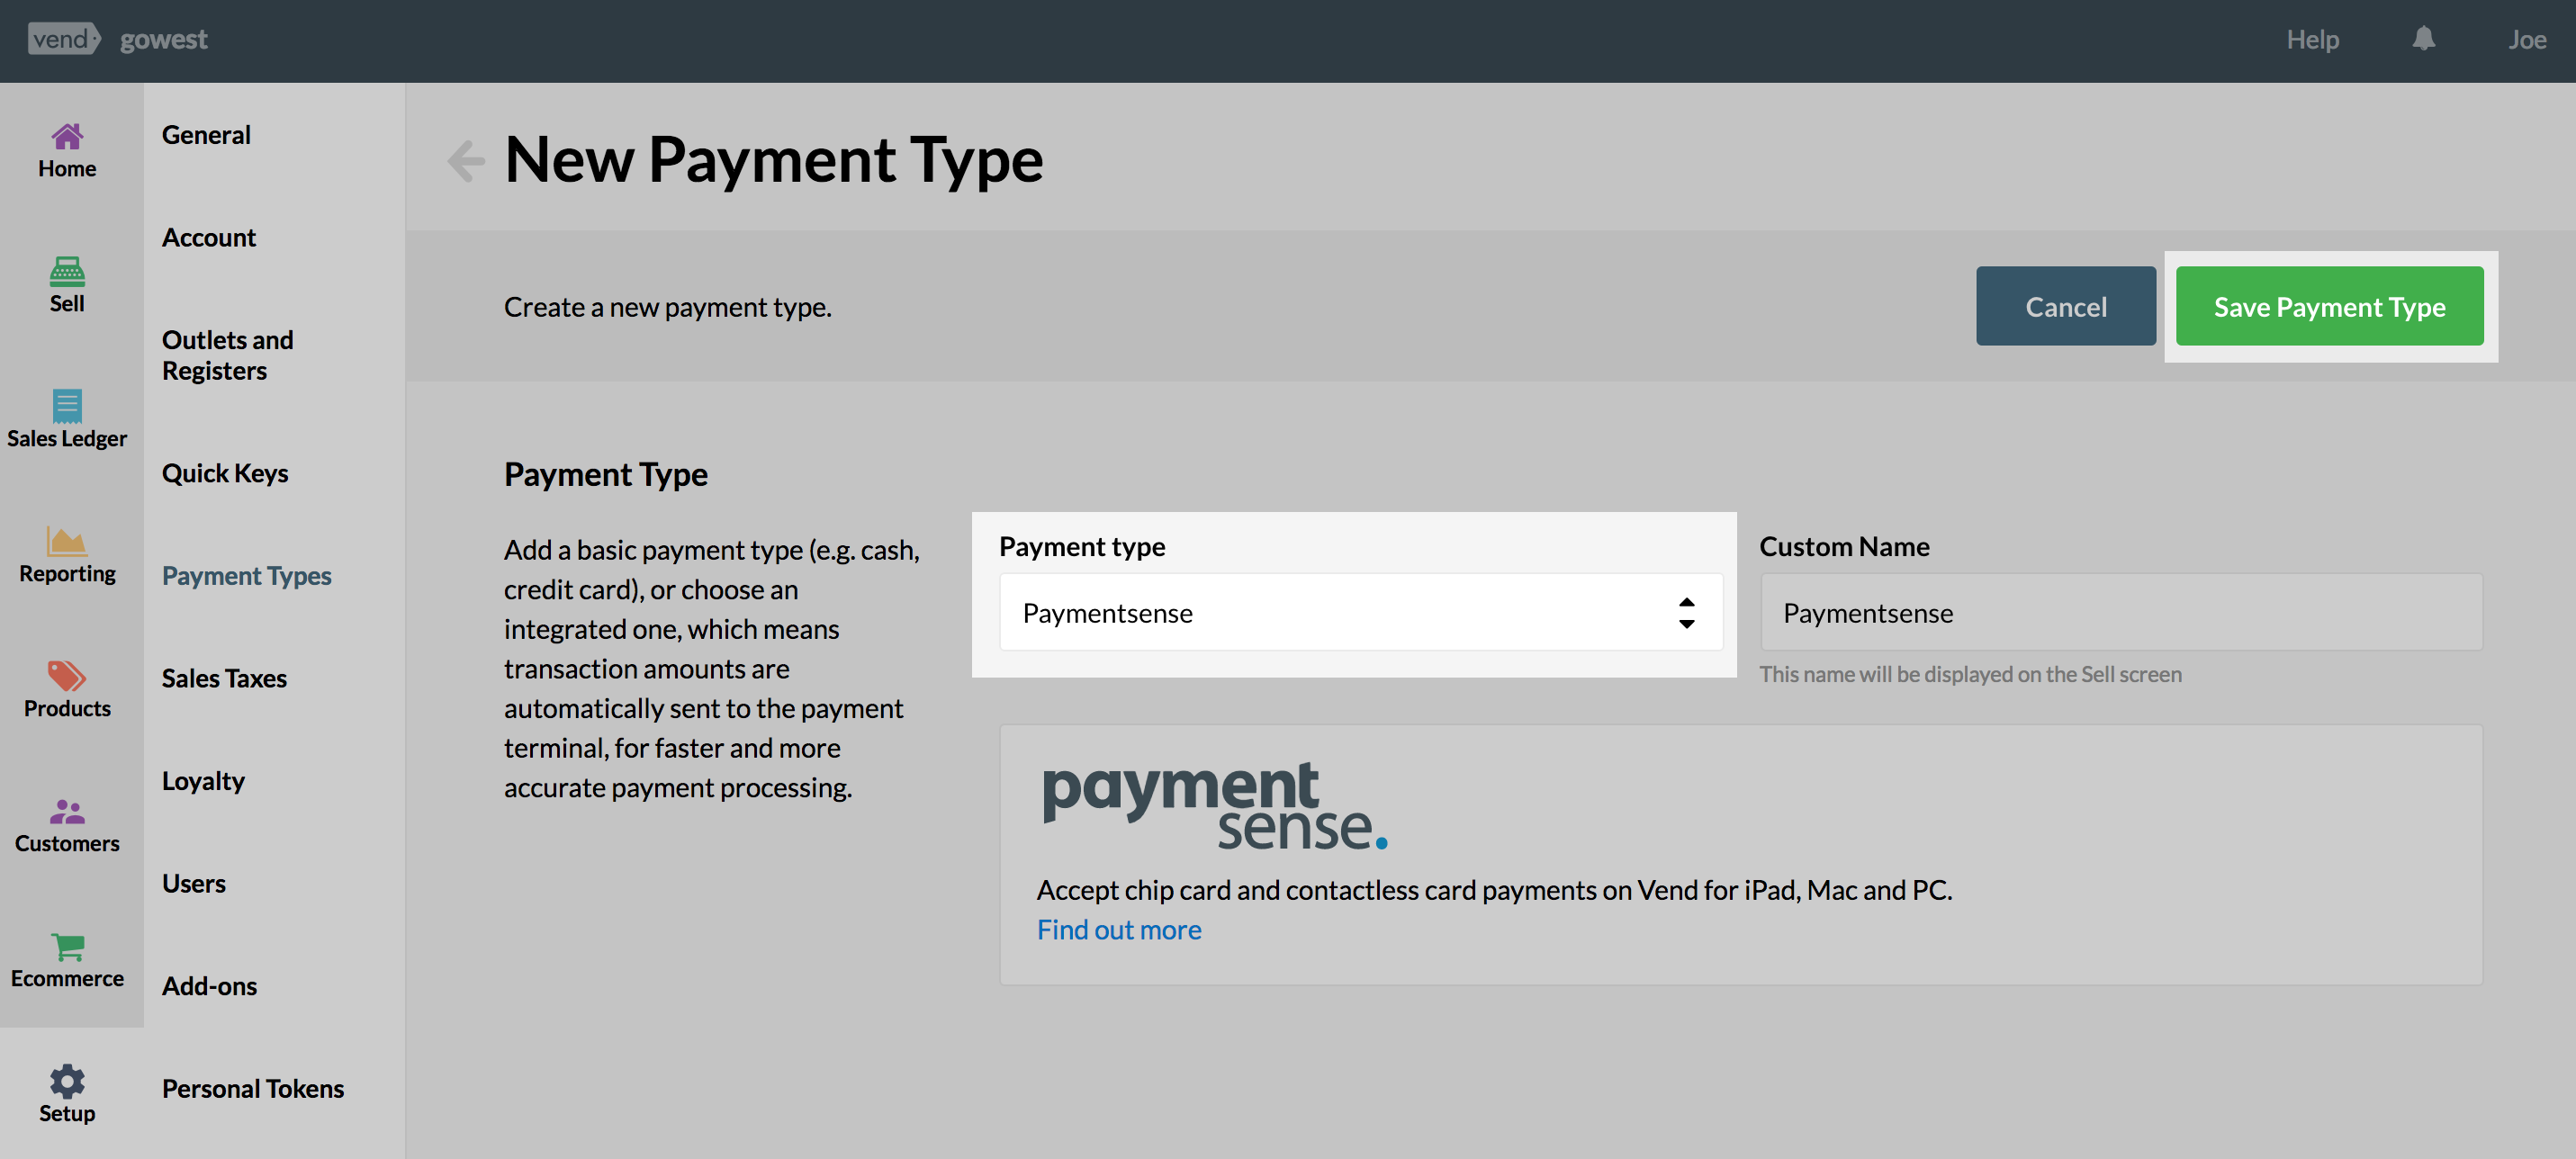 vend gowest
Help
Joe
Home
Sell
Sales Ledger
Reporting
Products
Customers
Ecommerce
Setup
General
Account
Outlets and
Registers
Quick Keys
Payment Types
Sales Taxes
Loyalty
Users
Add-ons
Personal Tokens
New Payment Type
Create a new payment type.
Cancel
Save Payment Type
Payment Type
Add a basic payment type (e.g. cash,
credit card), or choose an
integrated one, which means
transaction amounts are
automatically sent to the payment
terminal, for faster and more
accurate payment processing.
Payment type
Paymentsense
Custom Name
Paymentsense
This name will be displayed on the Sell screen
payment
sense.
Accept chip card and contactless card payments on Vend for iPad, Mac and PC.
Find out more